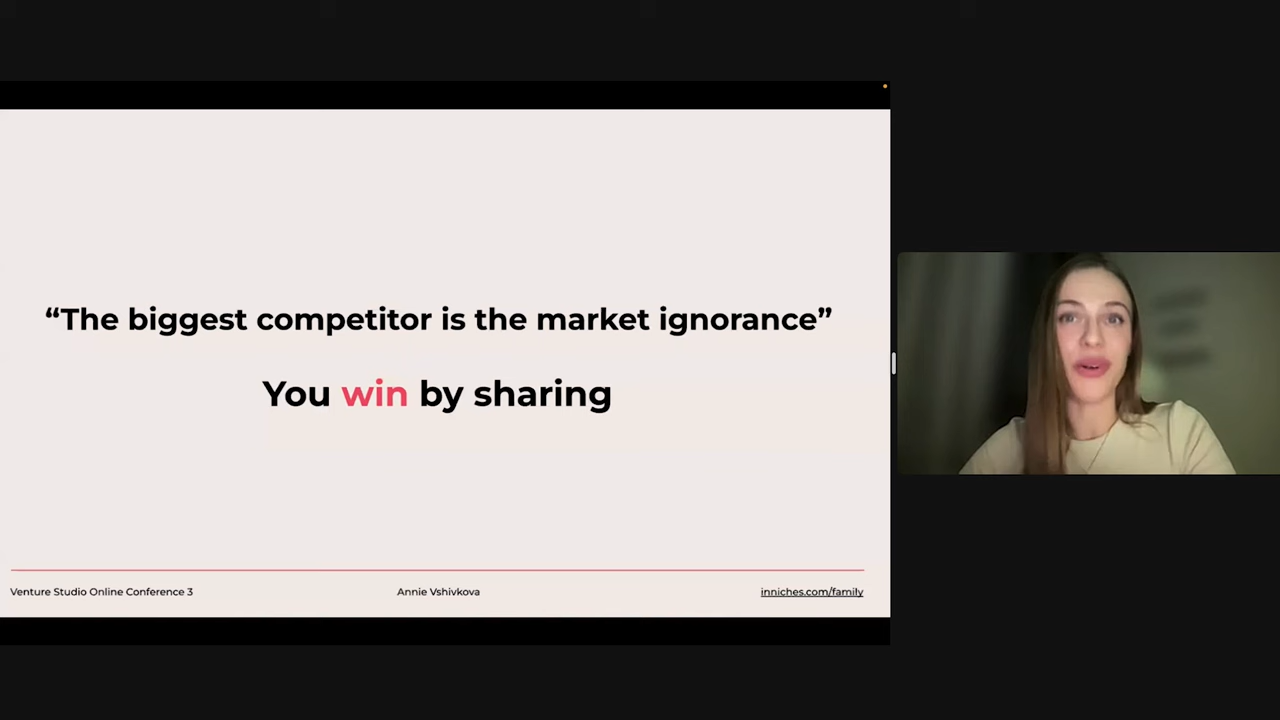 “The biggest competitor is the market ignorance”
You win by sharing
Venture Studio Online Conference 3
Annie Vshivkova
inniches.com/family